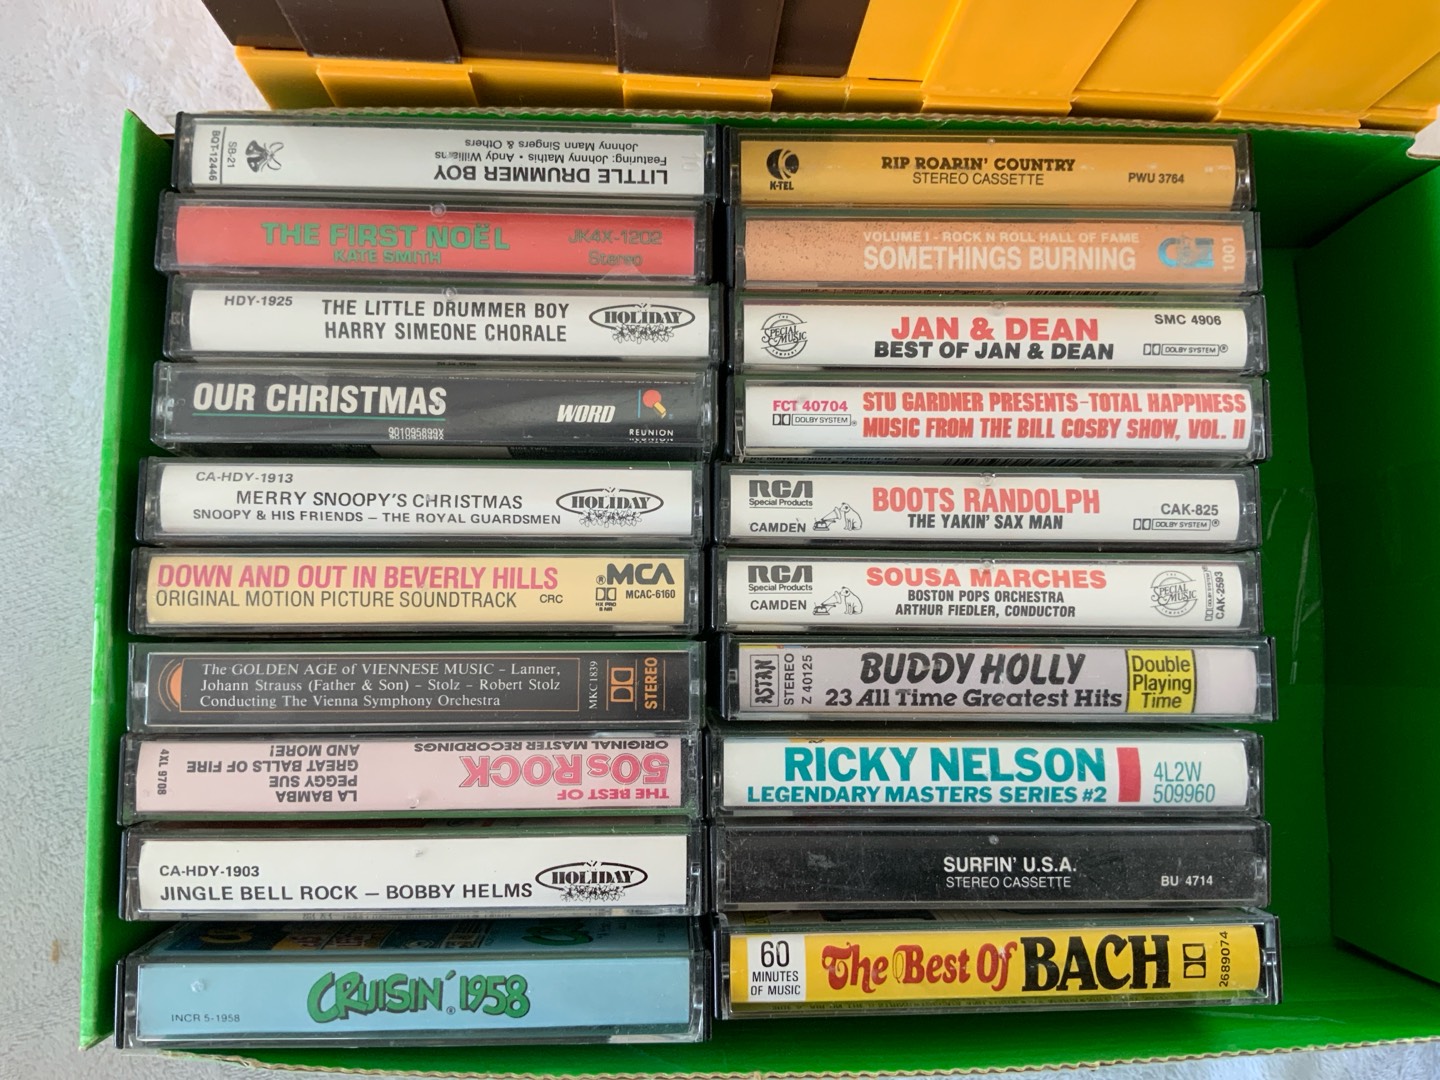 LITTLE DRUMMER BOY
Featuring: Johnny Mathis • Andy Williams
Johnny Mann Singers & Others
SB-21
BQT-12446
THE FIRST NOËL
KATE SMITH
JK4X-1202
Stereo
HDY-1925
THE LITTLE DRUMMER BOY
HARRY SIMEONE CHORALE
HOLIDAY
OUR CHRISTMAS
901095899X
WORD
REUNION
CA-HDY-1913
MERRY SNOOPY'S CHRISTMAS
SNOOPY & HIS FRIENDS – THE ROYAL GUARDSMEN
HOLIDAY
DOWN AND OUT IN BEVERLY HILLS
ORIGINAL MOTION PICTURE SOUNDTRACK CRC
®MCA
MCAC-6160
The GOLDEN AGE of VIENNESE MUSIC – Lanner,
Johann Strauss (Father & Son) – Stolz – Robert Stolz
Conducting The Vienna Symphony Orchestra
MKC 1839
STEREO
THE BEST OF
50s ROCK
ORIGINAL MASTER RECORDINGS
LA BAMBA
PEGGY SUE
GREAT BALLS OF FIRE
AND MORE!
4XL 9708
CA-HDY-1903
JINGLE BELL ROCK – BOBBY HELMS
HOLIDAY
CRUISIN' 1958
INCR 5-1958
K-TEL
RIP ROARIN' COUNTRY
STEREO CASSETTE
PWU 3764
VOLUME I - ROCK N ROLL HALL OF FAME
SOMETHINGS BURNING
1001
THE SPECIAL MUSIC COMPANY
JAN & DEAN
BEST OF JAN & DEAN
SMC 4906
DOLBY SYSTEM®
FCT 40704
DOLBY SYSTEM®
STU GARDNER PRESENTS-TOTAL HAPPINESS
MUSIC FROM THE BILL COSBY SHOW, VOL. II
RCA
Special Products
CAMDEN
BOOTS RANDOLPH
THE YAKIN' SAX MAN
CAK-825
DOLBY SYSTEM®
RCA
Special Products
CAMDEN
SOUSA MARCHES
BOSTON POPS ORCHESTRA
ARTHUR FIEDLER, CONDUCTOR
SPECIAL MUSIC
CAK-2593
ASTAN
STEREO
Z 40125
BUDDY HOLLY
23 All Time Greatest Hits
Double
Playing
Time
RICKY NELSON
LEGENDARY MASTERS SERIES #2
4L2W
509960
SURFIN' U.S.A.
STEREO CASSETTE
BU 4714
60
MINUTES
OF MUSIC
The Best Of BACH
2689074